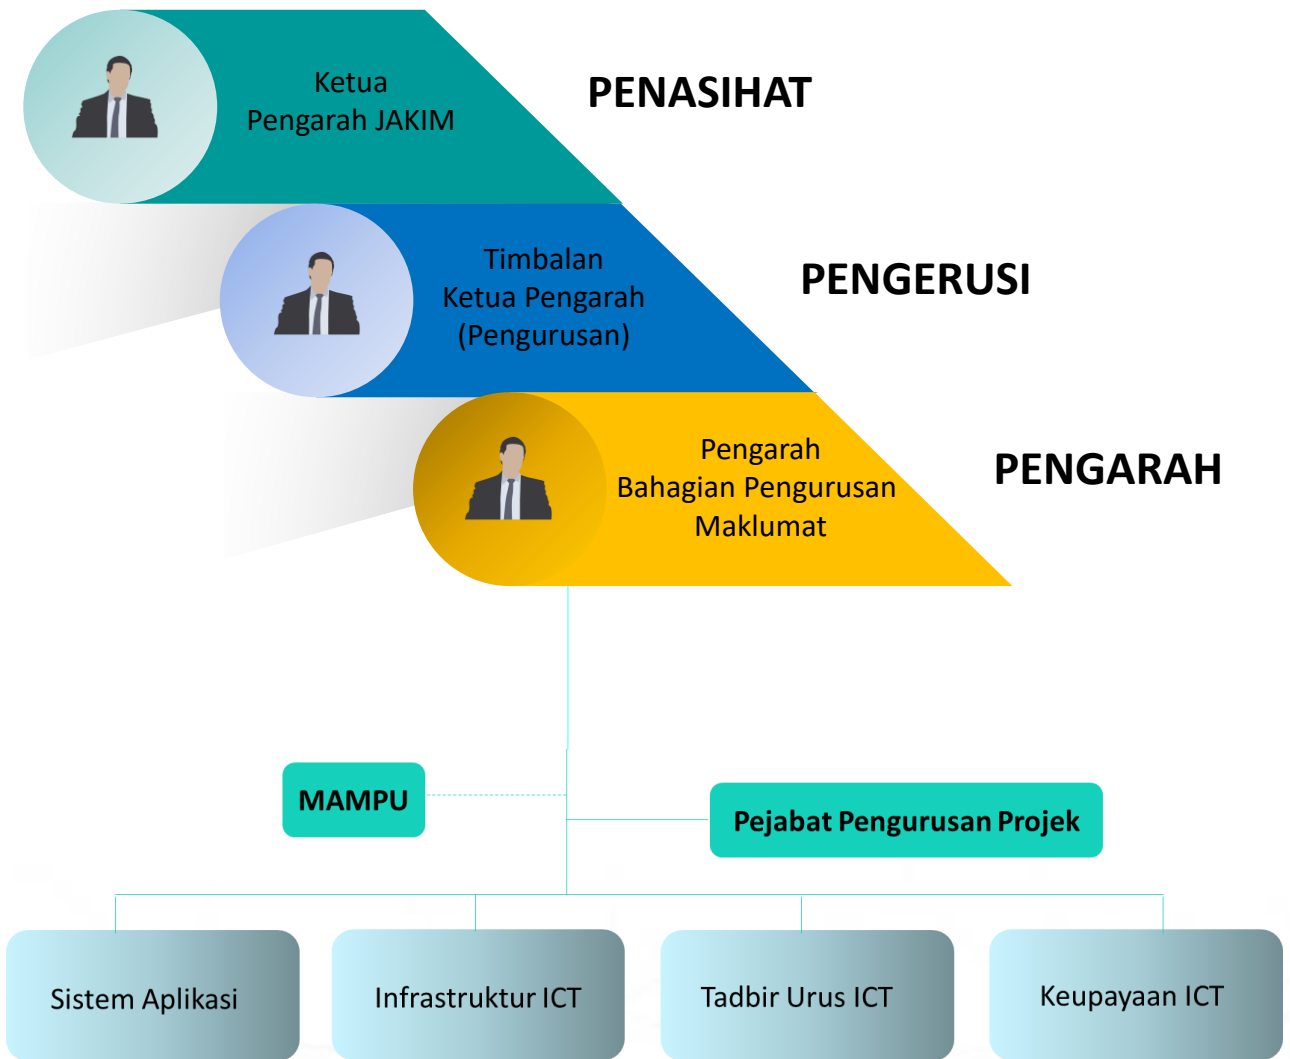 Ketua
Pengarah JAKIM
PENASIHAT
Timbalan
Ketua Pengarah
(Pengurusan)
PENGERUSI
Pengarah
Bahagian Pengurusan
Maklumat
PENGARAH
MAMPU
Pejabat Pengurusan Projek
Sistem Aplikasi
Infrastruktur ICT
Tadbir Urus ICT
Keupayaan ICT